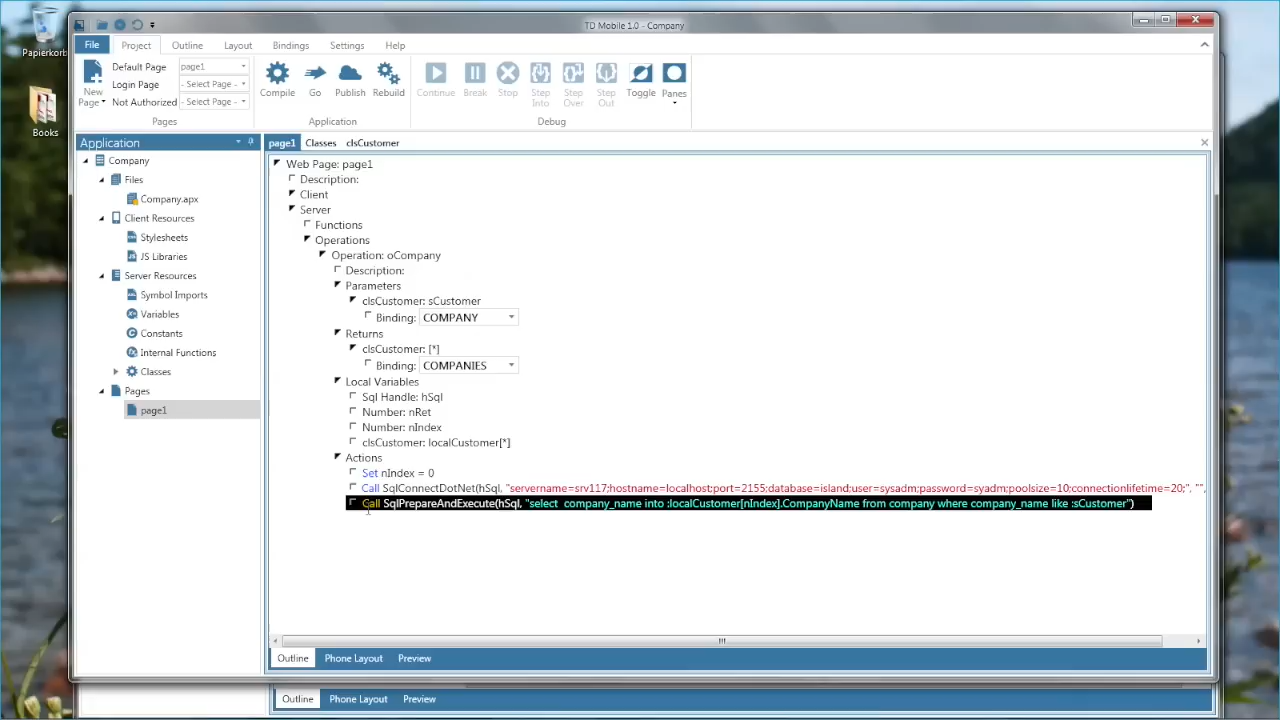 Papierkorb
Books
TD Mobile 1.0 - Company
File
Project
Outline
Layout
Bindings
Settings
Help
New Page
Default Page
page1
Login Page
- Select Page -
Not Authorized
- Select Page -
Pages
Compile
Go
Publish
Rebuild
Application
Continue
Break
Stop
Step Into
Step Over
Step Out
Toggle
Panes
Debug
Application
Company
Files
Company.apx
Client Resources
Stylesheets
JS Libraries
Server Resources
Symbol Imports
Variables
Constants
Internal Functions
Classes
Pages
page1
page1
Classes
clsCustomer
Web Page: page1
Description:
Client
Server
Functions
Operations
Operation: oCompany
Description:
Parameters
clsCustomer: sCustomer
Binding: COMPANY
Returns
clsCustomer: [*]
Binding: COMPANIES
Local Variables
Sql Handle: hSql
Number: nRet
Number: nIndex
clsCustomer: localCustomer[*]
Actions
Set nIndex = 0
Call SqlConnectDotNet(hSql, "servername=srv117;hostname=localhost;port=2155;database=island;user=sysadm;password=syadm;poolsize=10;connectionlifetime=20;", "",
Call SqlPrepareAndExecute(hSql, "select  company_name into :localCustomer[nIndex].CompanyName from company where company_name like :sCustomer")
Outline
Phone Layout
Preview
Outline
Phone Layout
Preview